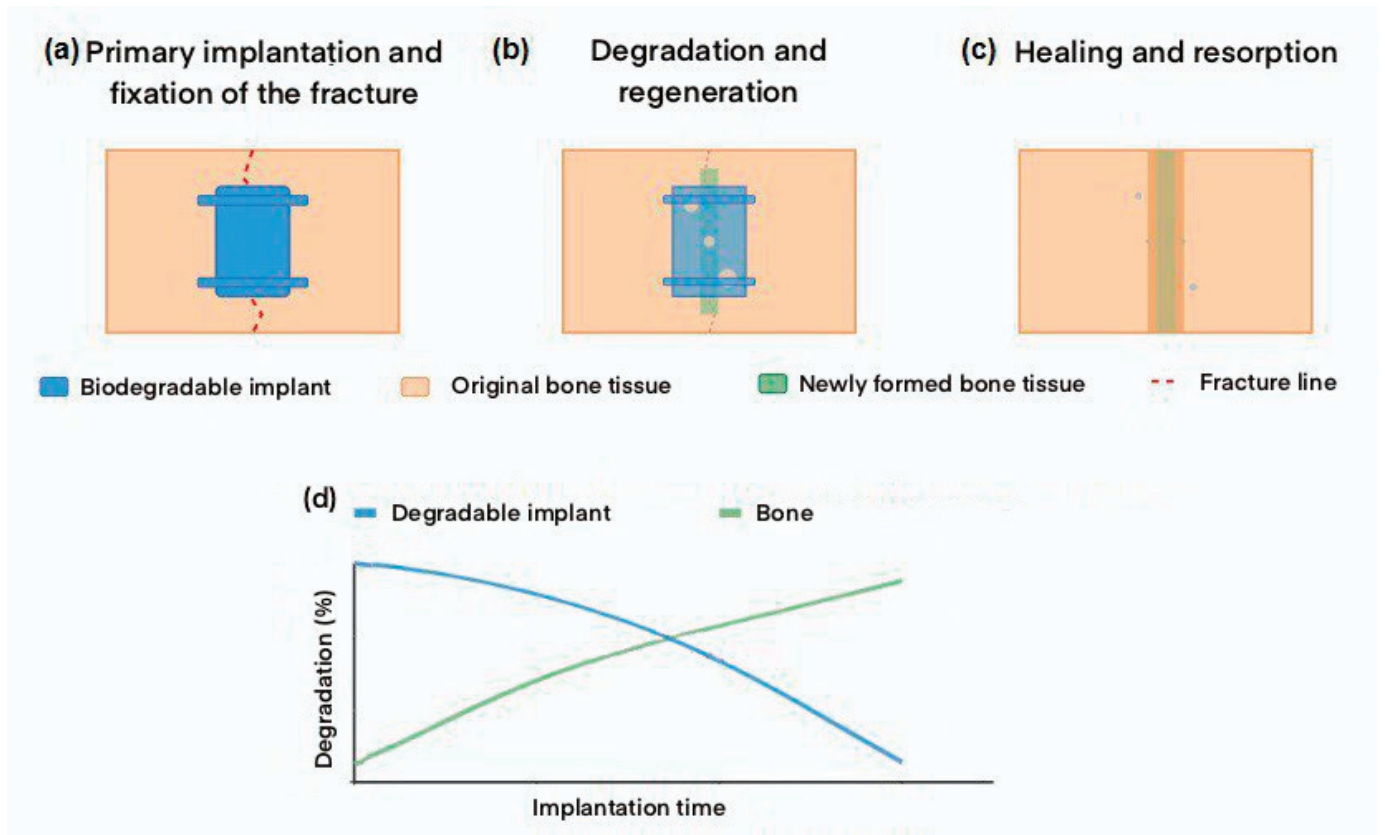 (a) Primary implantation and
fixation of the fracture
(b) Degradation and
regeneration
(c) Healing and resorption
Biodegradable implant
Original bone tissue
Newly formed bone tissue
Fracture line
(d)
Degradable implant
Bone
Degradation (%)
Implantation time